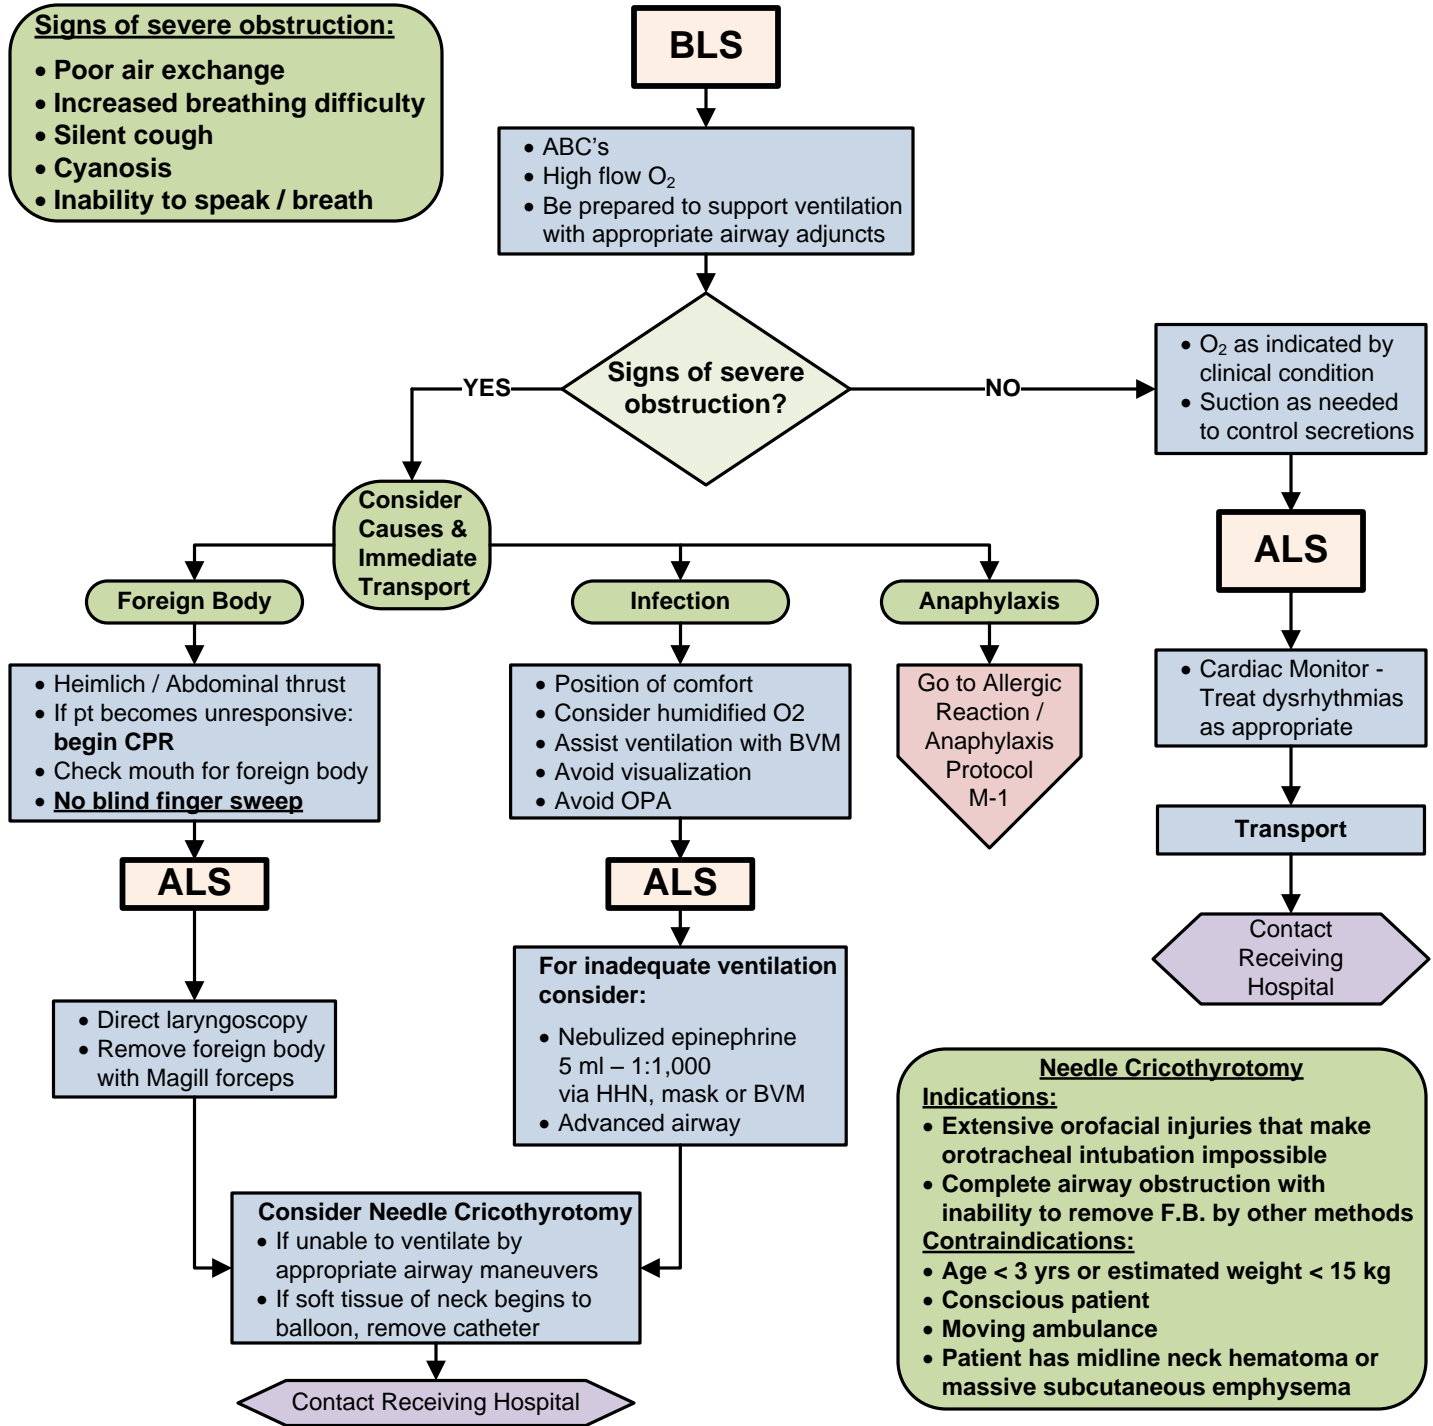 Signs of severe obstruction:
• Poor air exchange
• Increased breathing difficulty
• Silent cough
• Cyanosis
• Inability to speak / breath
BLS
• ABC's
• High flow O₂
• Be prepared to support ventilation
with appropriate airway adjuncts
Signs of severe
obstruction?
YES
NO
• O₂ as indicated by
clinical condition
• Suction as needed
to control secretions
ALS
• Cardiac Monitor -
Treat dysrhythmias
as appropriate
Transport
Contact
Receiving
Hospital
Consider
Causes &
Immediate
Transport
Foreign Body
• Heimlich / Abdominal thrust
• If pt becomes unresponsive:
begin CPR
• Check mouth for foreign body
• No blind finger sweep
ALS
• Direct laryngoscopy
• Remove foreign body
with Magill forceps
Infection
• Position of comfort
• Consider humidified O2
• Assist ventilation with BVM
• Avoid visualization
• Avoid OPA
ALS
For inadequate ventilation
consider:
• Nebulized epinephrine
5 ml – 1:1,000
via HHN, mask or BVM
• Advanced airway
Anaphylaxis
Go to Allergic
Reaction /
Anaphylaxis
Protocol
M-1
Consider Needle Cricothyrotomy
• If unable to ventilate by
appropriate airway maneuvers
• If soft tissue of neck begins to
balloon, remove catheter
Contact Receiving Hospital
Needle Cricothyrotomy
Indications:
• Extensive orofacial injuries that make
orotracheal intubation impossible
• Complete airway obstruction with
inability to remove F.B. by other methods
Contraindications:
• Age < 3 yrs or estimated weight < 15 kg
• Conscious patient
• Moving ambulance
• Patient has midline neck hematoma or
massive subcutaneous emphysema